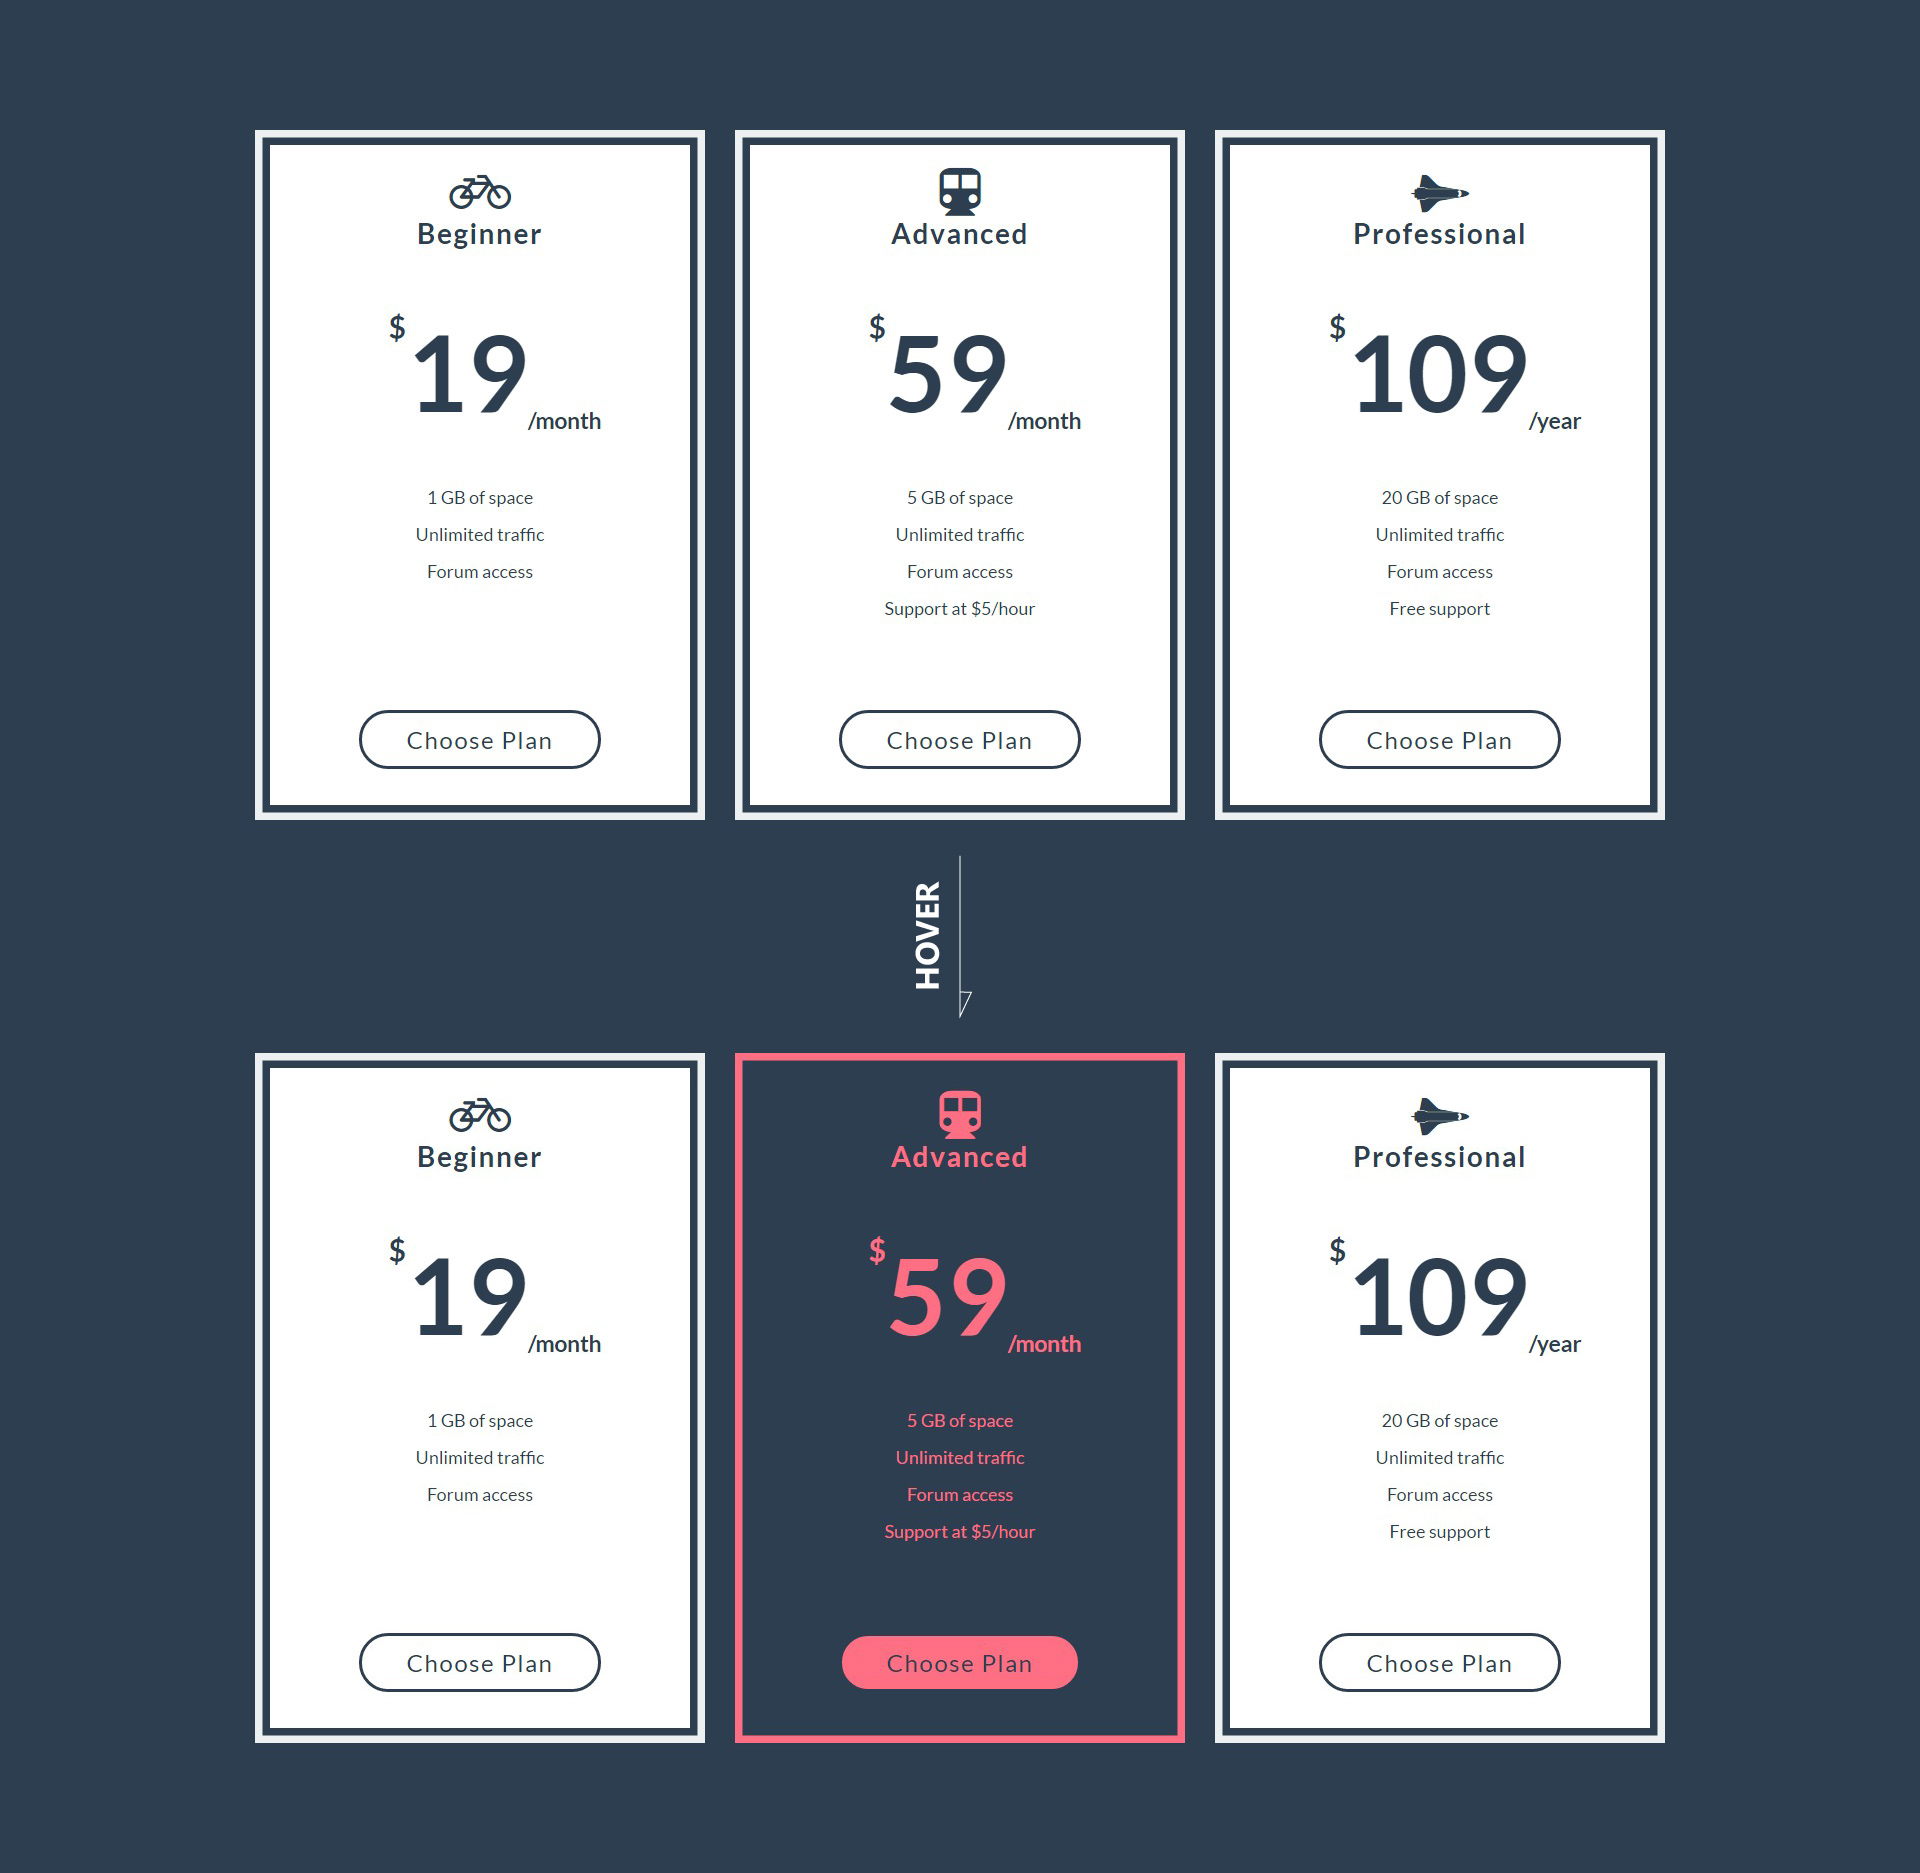 Beginner
$19/month
1 GB of space
Unlimited traffic
Forum access
Choose Plan
Advanced
$59/month
5 GB of space
Unlimited traffic
Forum access
Support at $5/hour
Choose Plan
Professional
$109/year
20 GB of space
Unlimited traffic
Forum access
Free support
Choose Plan
HOVER
Beginner
$19/month
1 GB of space
Unlimited traffic
Forum access
Choose Plan
Advanced
$59/month
5 GB of space
Unlimited traffic
Forum access
Support at $5/hour
Choose Plan
Professional
$109/year
20 GB of space
Unlimited traffic
Forum access
Free support
Choose Plan